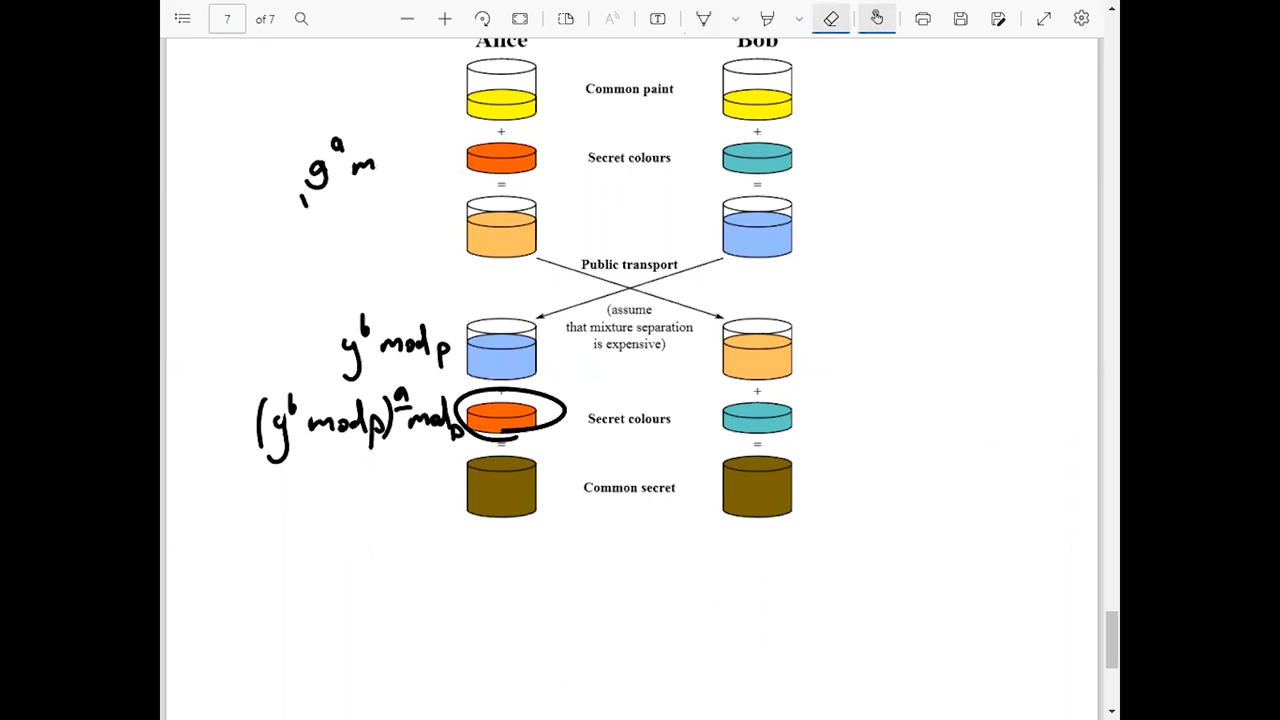 7 of 7
Alice Bob
Common paint
+ +
g^a m
Secret colours
= =
Public transport
(assume
that mixture separation
is expensive)
g^b mod p
+ +
(g^b mod p)^a mod p
Secret colours
= =
Common secret